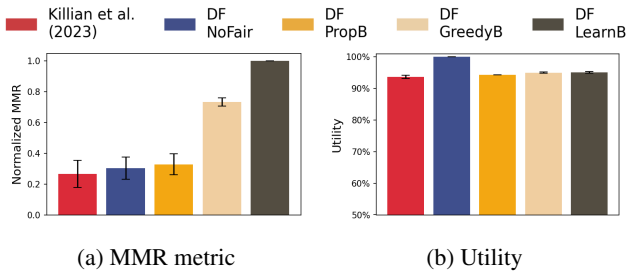 Killian et al. (2023)
DF NoFair
DF PropB
DF GreedyB
DF LearnB
Normalized MMR
1.0
0.8
0.6
0.4
0.2
0.0
Utility
100%
90%
80%
70%
60%
50%
(a) MMR metric
(b) Utility